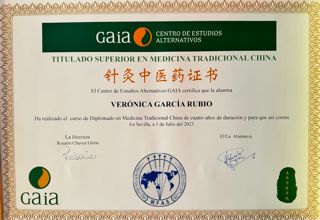 GAIA CENTRO DE ESTUDIOS ALTERNATIVOS
TITULADO SUPERIOR EN MEDICINA TRADICIONAL CHINA
针灸中医药证书
El Centro de Estudios Alternativos GAIA certifica que la alumna
VERÓNICA GARCÍA RUBIO
Ha realizado el curso de Diplomado en Medicina Tradicional China de cuatro años de duración y para que así conste
En Sevilla, a 1 de Julio del 2023
La Directora
El/La Alumno/a
Rosario Chavez Girón
Rosario
GAIA